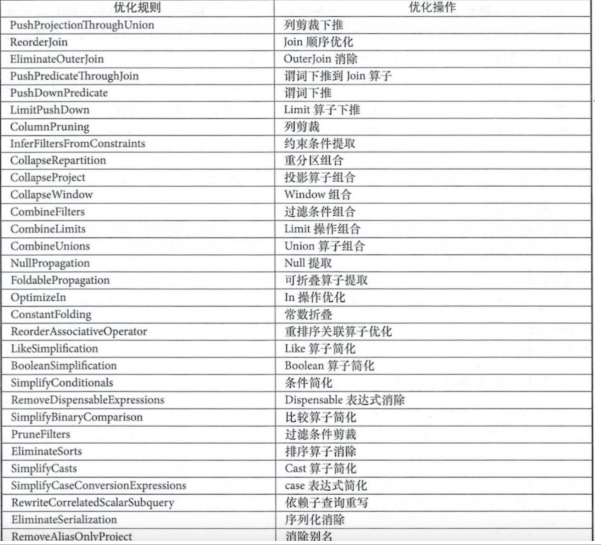 优化规则 优化操作
PushProjectionThroughUnion 列剪裁下推
ReorderJoin Join 顺序优化
EliminateOuterJoin OuterJoin 消除
PushPredicateThroughJoin 谓词下推到 Join 算子
PushDownPredicate 谓词下推
LimitPushDown Limit 算子下推
ColumnPruning 列剪裁
InferFiltersFromConstraints 约束条件提取
CollapseRepartition 重分区组合
CollapseProject 投影算子组合
CollapseWindow Window 组合
CombineFilters 过滤条件组合
CombineLimits Limit 操作组合
CombineUnions Union 算子组合
NullPropagation Null 提取
FoldablePropagation 可折叠算子提取
OptimizeIn In 操作优化
ConstantFolding 常数折叠
ReorderAssociativeOperator 重排序关联算子优化
LikeSimplification Like 算子简化
BooleanSimplification Boolean 算子简化
SimplifyConditionals 条件简化
RemoveDispensableExpressions Dispensable 表达式消除
SimplifyBinaryComparison 比较算子简化
PruneFilters 过滤条件剪裁
EliminateSorts 排序算子消除
SimplifyCasts Cast 算子简化
SimplifyCaseConversionExpressions case 表达式简化
RewriteCorrelatedScalarSubquery 依赖子查询重写
EliminateSerialization 序列化消除
RemoveAliasOnlyProject 消除别名